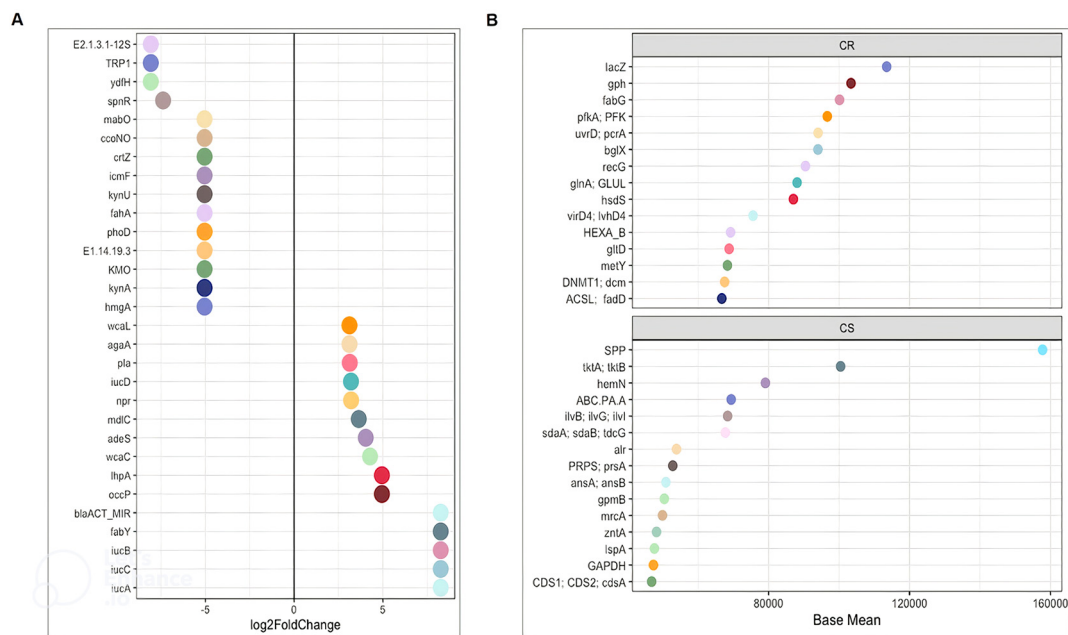 A
E2.1.3.1-12S
TRP1
ydfH
spnR
mabO
ccoNO
crtZ
icmF
kynU
fahA
phoD
E1.14.19.3
KMO
kynA
hmgA
wcaL
agaA
pla
iucD
npr
mdlC
adeS
wcaC
lhpA
occP
blaACT_MIR
fabY
iucB
iucC
iucA
-5 0 5
log2FoldChange
B
CR
lacZ
gph
fabG
pfkA; PFK
uvrD; pcrA
bglX
recG
glnA; GLUL
hsdS
virD4; lvhD4
HEXA_B
gltD
metY
DNMT1; dcm
ACSL; fadD
CS
SPP
tktA; tktB
hemN
ABC.PA.A
ilvB; ilvG; ilvI
sdaA; sdaB; tdcG
alr
PRPS; prsA
ansA; ansB
gpmB
mrcA
zntA
lspA
GAPDH
CDS1; CDS2; cdsA
80000 120000 160000
Base Mean